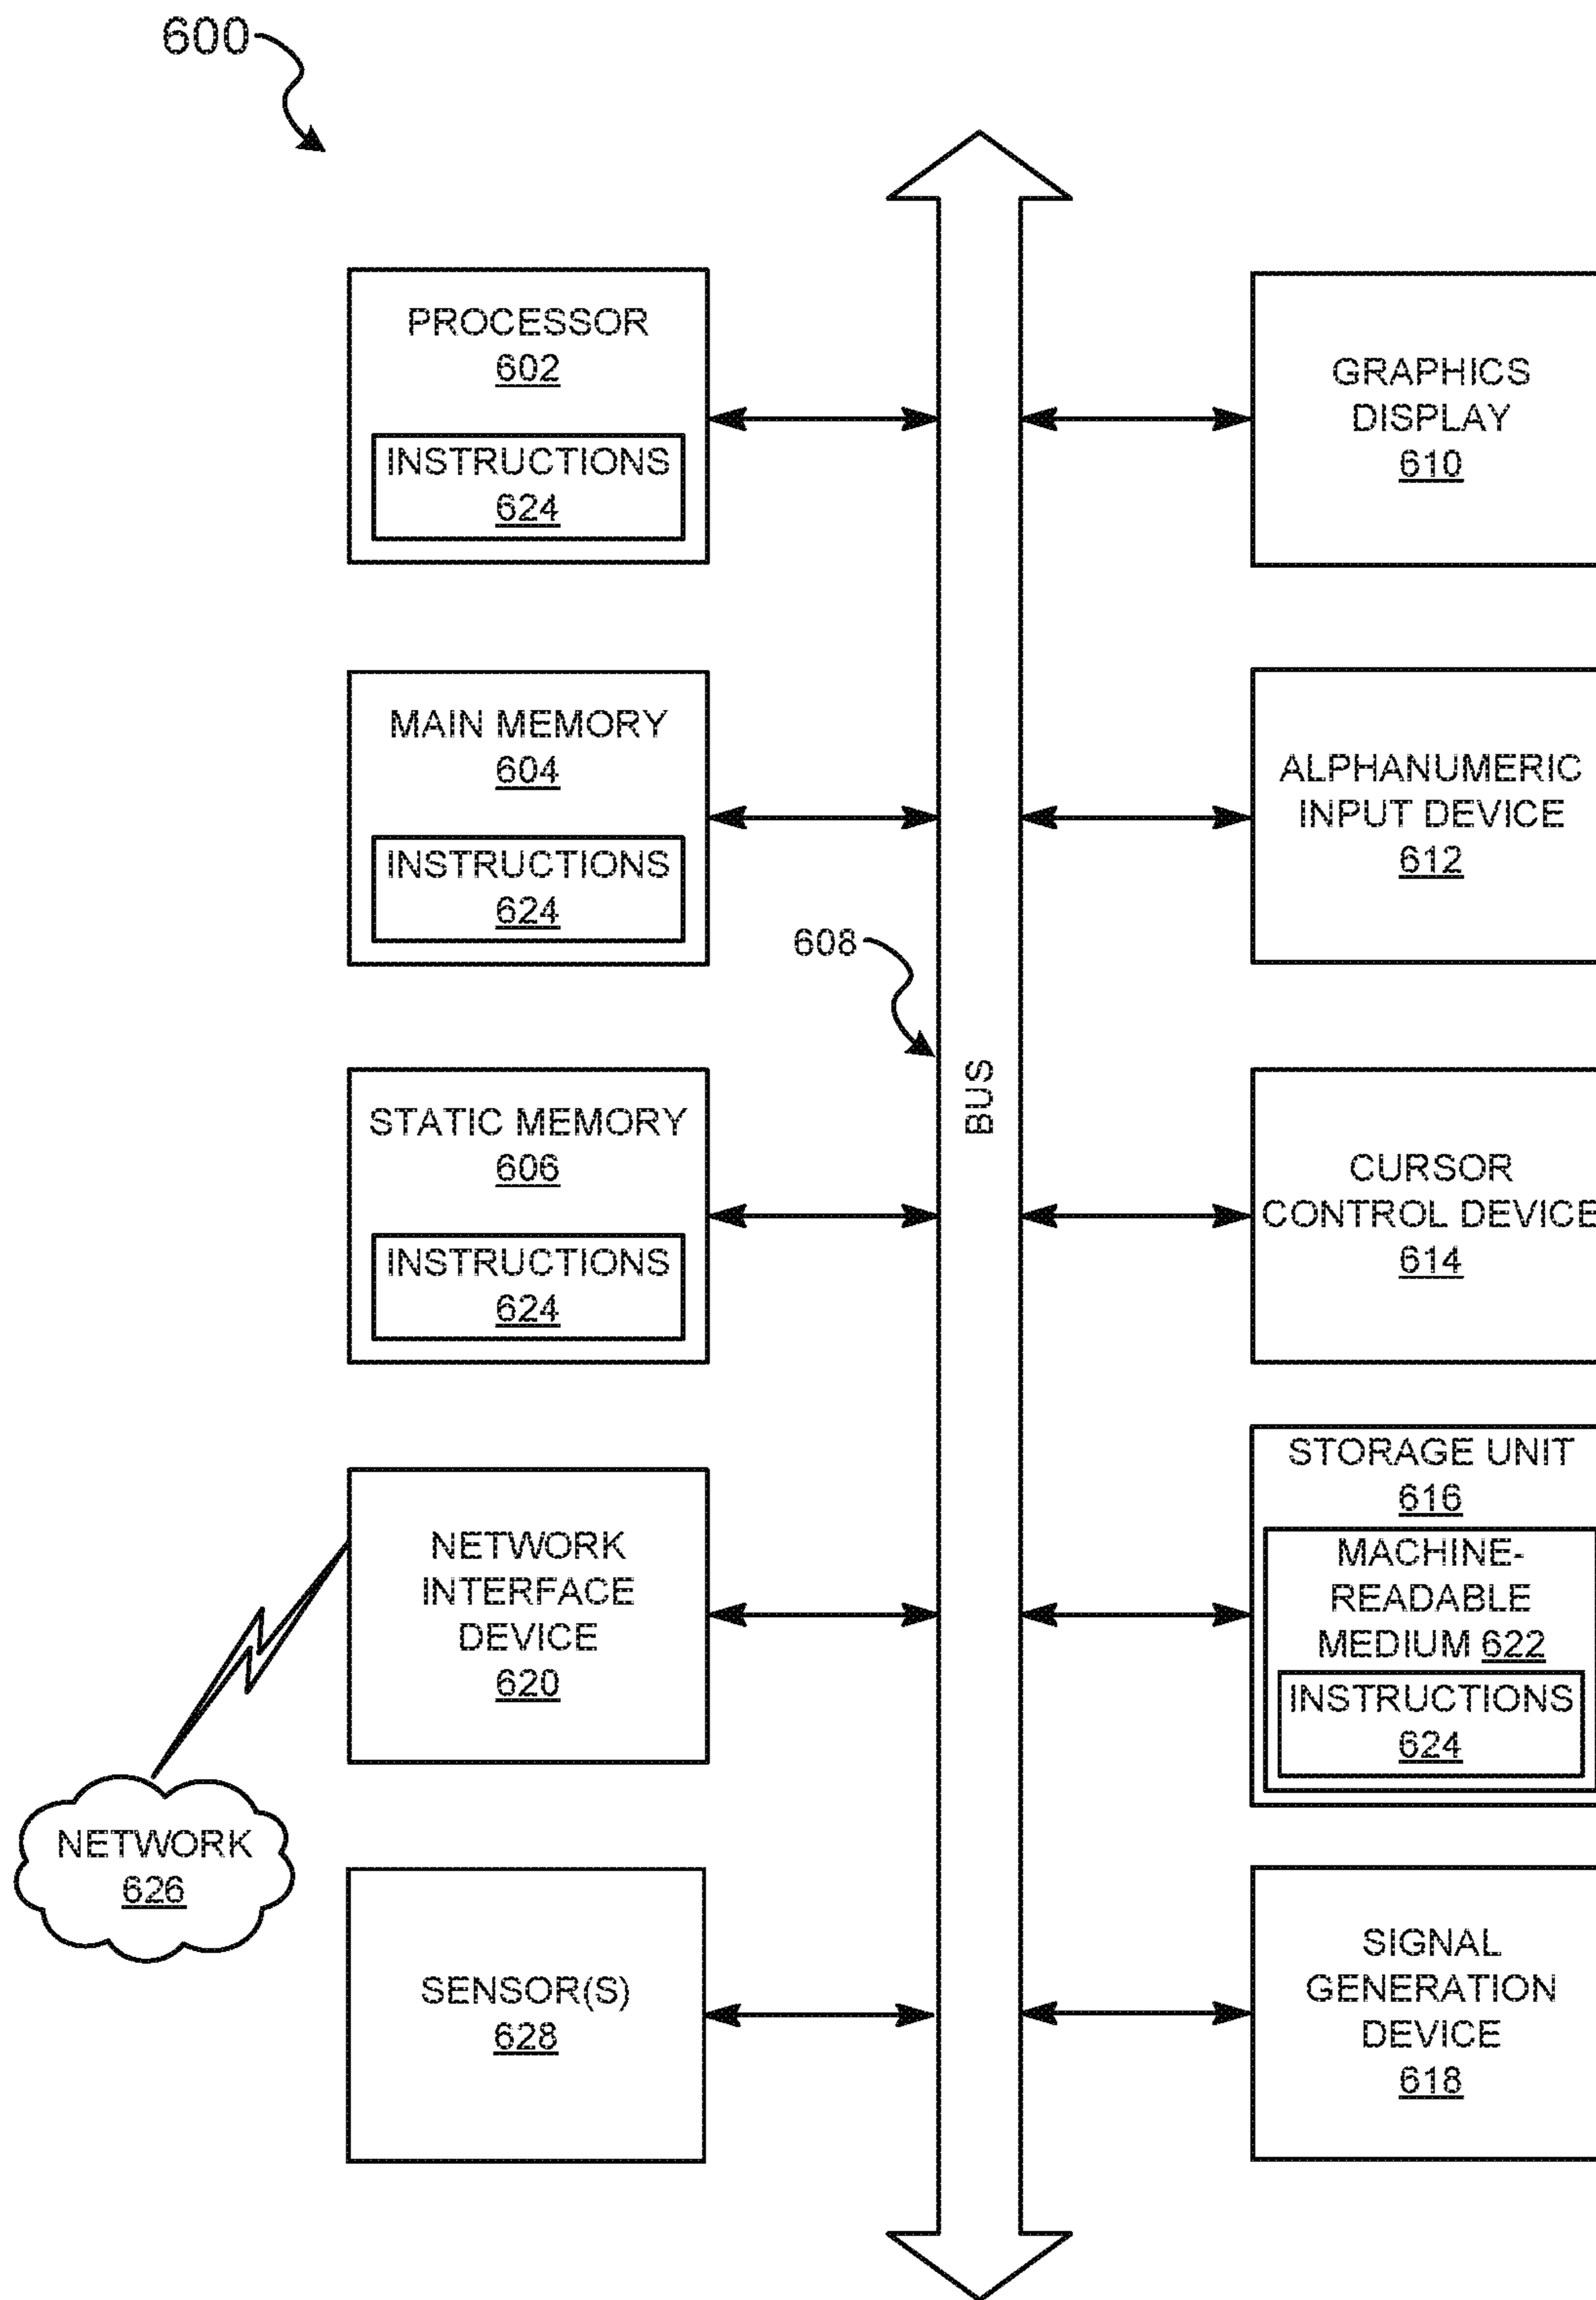 600
PROCESSOR
602
INSTRUCTIONS
624
GRAPHICS
DISPLAY
610
MAIN MEMORY
604
INSTRUCTIONS
624
ALPHANUMERIC
INPUT DEVICE
612
608
BUS
STATIC MEMORY
606
INSTRUCTIONS
624
CURSOR
CONTROL DEVICE
614
NETWORK
INTERFACE
DEVICE
620
STORAGE UNIT
616
MACHINE-
READABLE
MEDIUM 622
INSTRUCTIONS
624
NETWORK
626
SENSOR(S)
628
SIGNAL
GENERATION
DEVICE
618